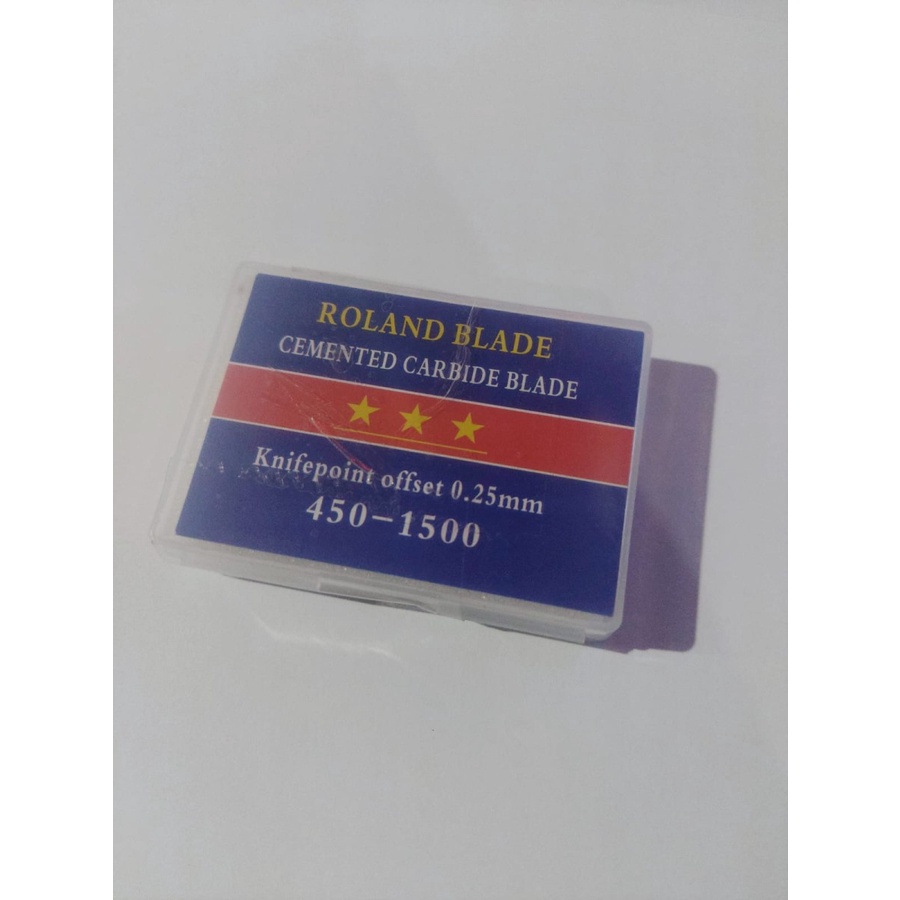 ROLAND BLADE
CEMENTED CARBIDE BLADE
Knifepoint offset 0.25mm
450-1500